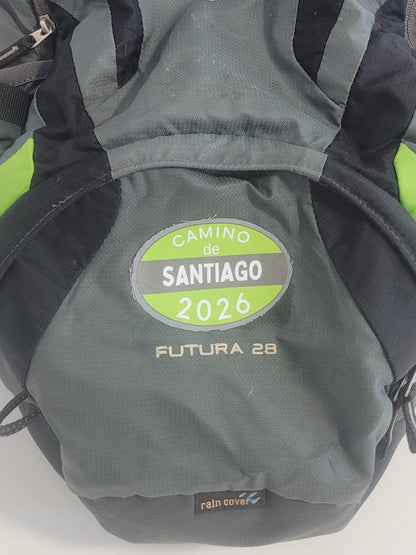 CAMINO
de
SANTIAGO
2026
FUTURA 28
rain cover